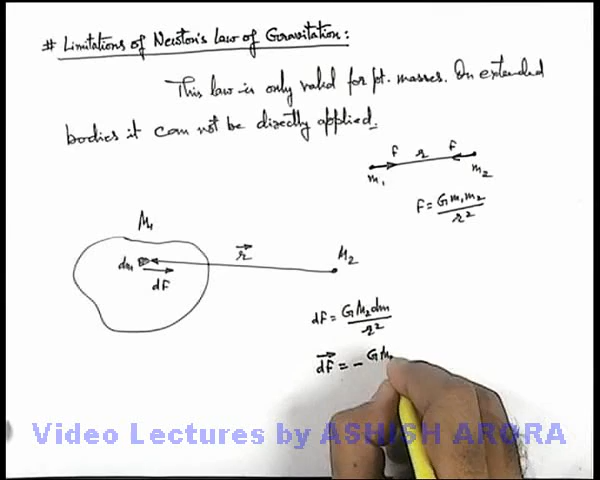 # Limitations of Newton's Law of Gravitation:
This law is only valid for pt. masses. On extended
bodies it can not be directly applied.
F r F
m₁ m₂
F = Gm₁m₂/r²
M₁
dm r⃗ M₂
dF
dF = GM₂dm/r²
d⃗F = - GM₂
Video Lectures by ASHISH ARORA